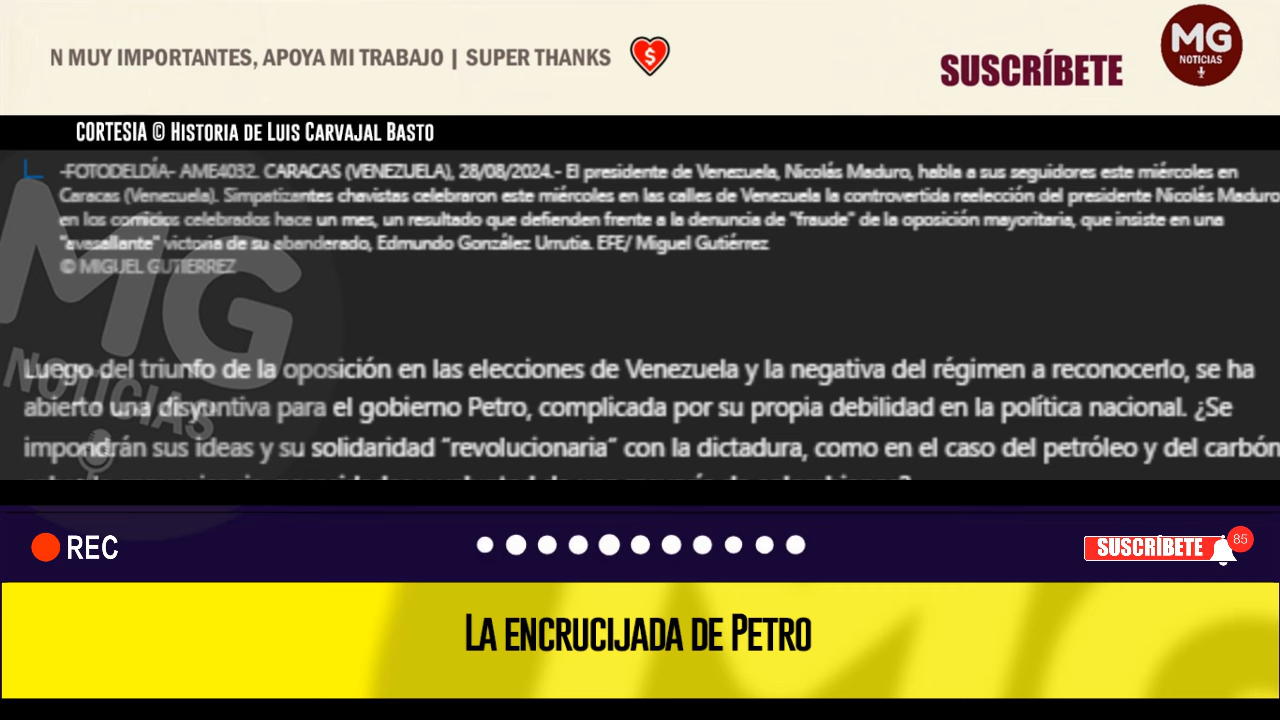 N MUY IMPORTANTES, APOYA MI TRABAJO | SUPER THANKS $
SUSCRÍBETE
MG
NOTICIAS
CORTESIA © HISTORIA DE LUIS CARVAJAL BASTO
-FOTODELDÍA- AME4032. CARACAS (VENEZUELA), 28/08/2024.- El presidente de Venezuela, Nicolás Maduro, habla a sus seguidores este miércoles en
Caracas (Venezuela). Simpatizantes chavistas celebraron este miércoles en las calles de Venezuela la controvertida reelección del presidente Nicolás Maduro
en los comicios celebrados hace un mes, un resultado que defienden frente a la denuncia de "fraude" de la oposición mayoritaria, que insiste en una
"avasallante" victoria de su abanderado, Edmundo González Urrutia. EFE/ Miguel Gutiérrez
© MIGUEL GUTIERREZ
MG
NOTICIAS
Luego del triunfo de la oposición en las elecciones de Venezuela y la negativa del régimen a reconocerlo, se ha
abierto una disyuntiva para el gobierno Petro, complicada por su propia debilidad en la política nacional. ¿Se
impondrán sus ideas y su solidaridad "revolucionaria" con la dictadura, como en el caso del petróleo y del carbón
REC
SUSCRÍBETE
85
LA ENCRUCIJADA DE PETRO